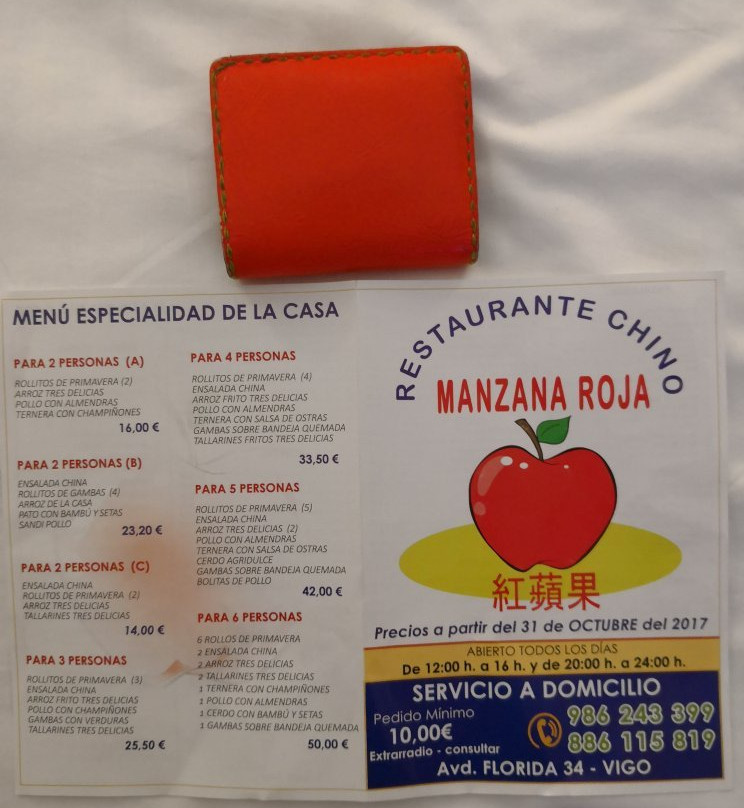 MENÚ ESPECIALIDAD DE LA CASA
PARA 2 PERSONAS (A)
ROLLITOS DE PRIMAVERA (2)
ARROZ TRES DELICIAS
POLLO CON ALMENDRAS
TERNERA CON CHAMPIÑONES
16,00 €
PARA 2 PERSONAS (B)
ENSALADA CHINA
ROLLITOS DE GAMBAS (4)
ARROZ DE LA CASA
PATO CON BAMBÚ Y SETAS
SANDI POLLO
23,20 €
PARA 2 PERSONAS (C)
ENSALADA CHINA
ROLLITOS DE PRIMAVERA (2)
ARROZ TRES DELICIAS
TALLARINES TRES DELICIAS
14,00 €
PARA 3 PERSONAS
ROLLITOS DE PRIMAVERA (3)
ENSALADA CHINA
ARROZ FRITO TRES DELICIAS
POLLO CON CHAMPIÑONES
GAMBAS CON VERDURAS
TALLARINES TRES DELICIAS
25,50 €
PARA 4 PERSONAS
ROLLITOS DE PRIMAVERA (4)
ENSALADA CHINA
ARROZ FRITO TRES DELICIAS
POLLO CON ALMENDRAS
TERNERA CON SALSA DE OSTRAS
GAMBAS SOBRE BANDEJA QUEMADA
TALLARINES FRITOS TRES DELICIAS
33,50 €
PARA 5 PERSONAS
ROLLITOS DE PRIMAVERA (5)
ENSALADA CHINA
ARROZ TRES DELICIAS (2)
POLLO CON ALMENDRAS
TERNERA CON SALSA DE OSTRAS
CERDO AGRIDULCE
GAMBAS SOBRE BANDEJA QUEMADA
BOLITAS DE POLLO
42,00 €
PARA 6 PERSONAS
6 ROLLOS DE PRIMAVERA
2 ENSALADA CHINA
2 ARROZ TRES DELICIAS
2 TALLARINES TRES DELICIAS
1 TERNERA CON CHAMPIÑONES
1 POLLO CON ALMENDRAS
1 CERDO CON BAMBÚ Y SETAS
1 GAMBAS SOBRE BANDEJA QUEMADA
50,00 €
RESTAURANTE CHINO
MANZANA ROJA
紅蘋果
Precios a partir del 31 de OCTUBRE del 2017
ABIERTO TODOS LOS DÍAS
De 12:00 h. a 16 h. y de 20:00 h. a 24:00 h.
SERVICIO A DOMICILIO
Pedido Mínimo
10,00€
Extrarradio - consultar
986 243 399
886 115 819
Avd. FLORIDA 34 - VIGO